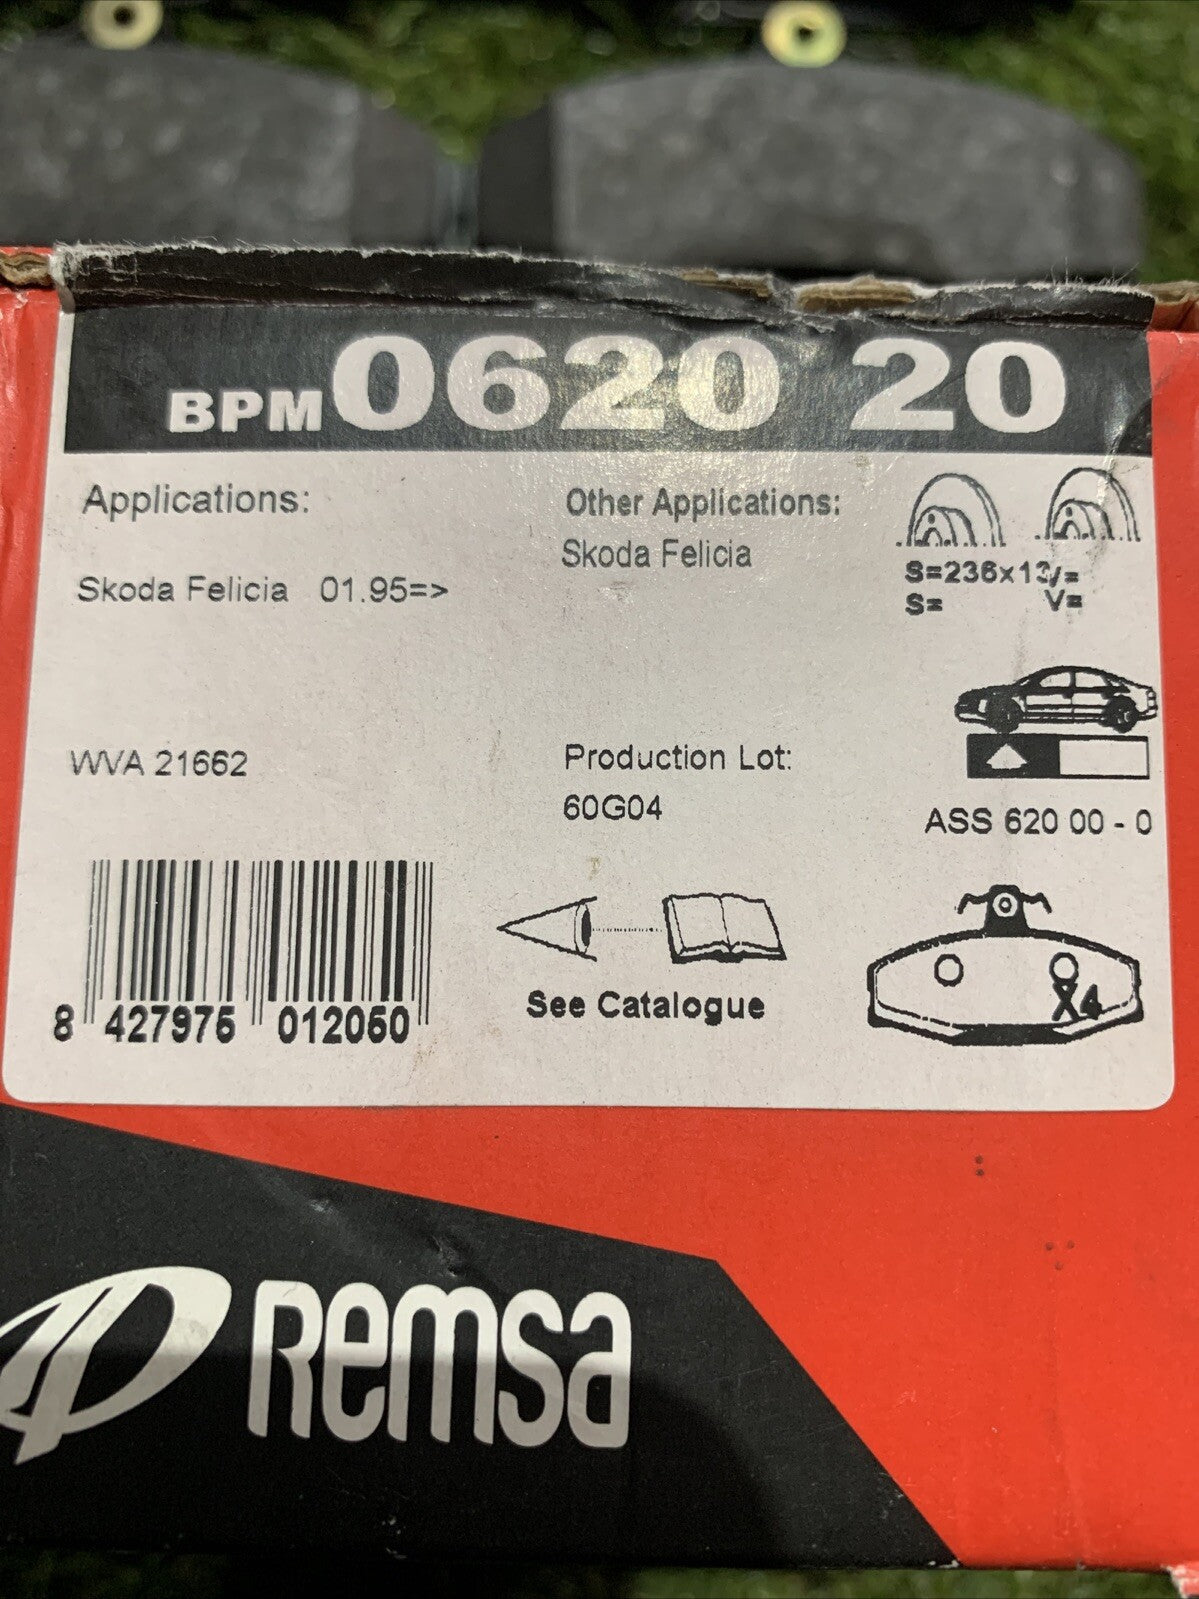 BPM 0620 20
Applications:
Skoda Felicia 01.95=>
Other Applications:
Skoda Felicia
S=236x13 V=
S= V=
WVA 21662
Production Lot:
60G04
ASS 620 00 - 0
See Catalogue
X4
8 427975 012050
Remsa